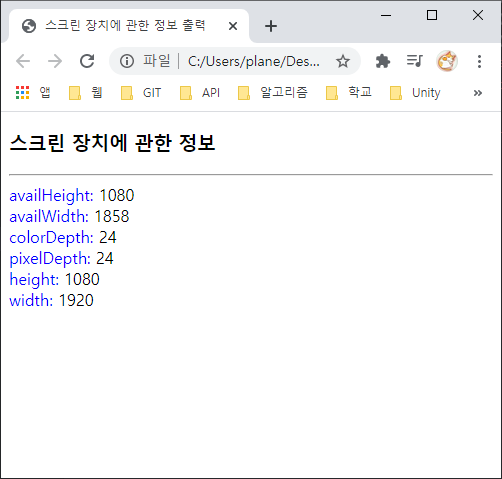 스크린 장치에 관한 정보 출력
파일 C:/Users/plane/Des...
앱 웹 GIT API 알고리즘 학교 Unity
스크린 장치에 관한 정보
availHeight: 1080
availWidth: 1858
colorDepth: 24
pixelDepth: 24
height: 1080
width: 1920